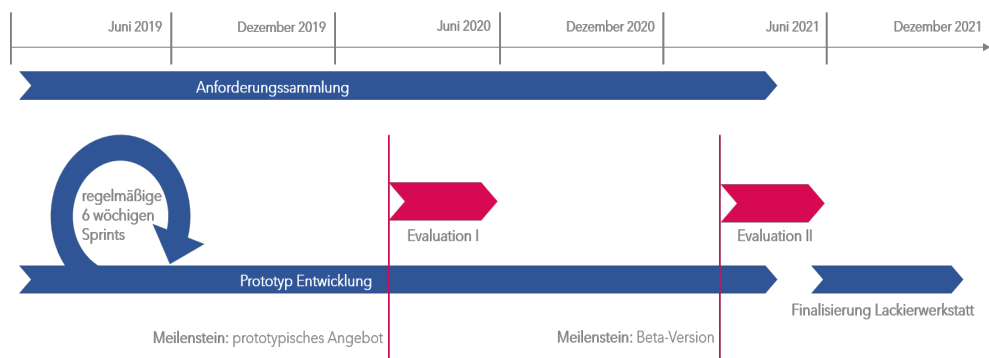 Juni 2019
Dezember 2019
Juni 2020
Dezember 2020
Juni 2021
Dezember 2021
Anforderungssammlung
regelmäßige
6 wöchigen
Sprints
Evaluation I
Evaluation II
Prototyp Entwicklung
Finalisierung Lackierwerkstatt
Meilenstein: prototypisches Angebot
Meilenstein: Beta-Version